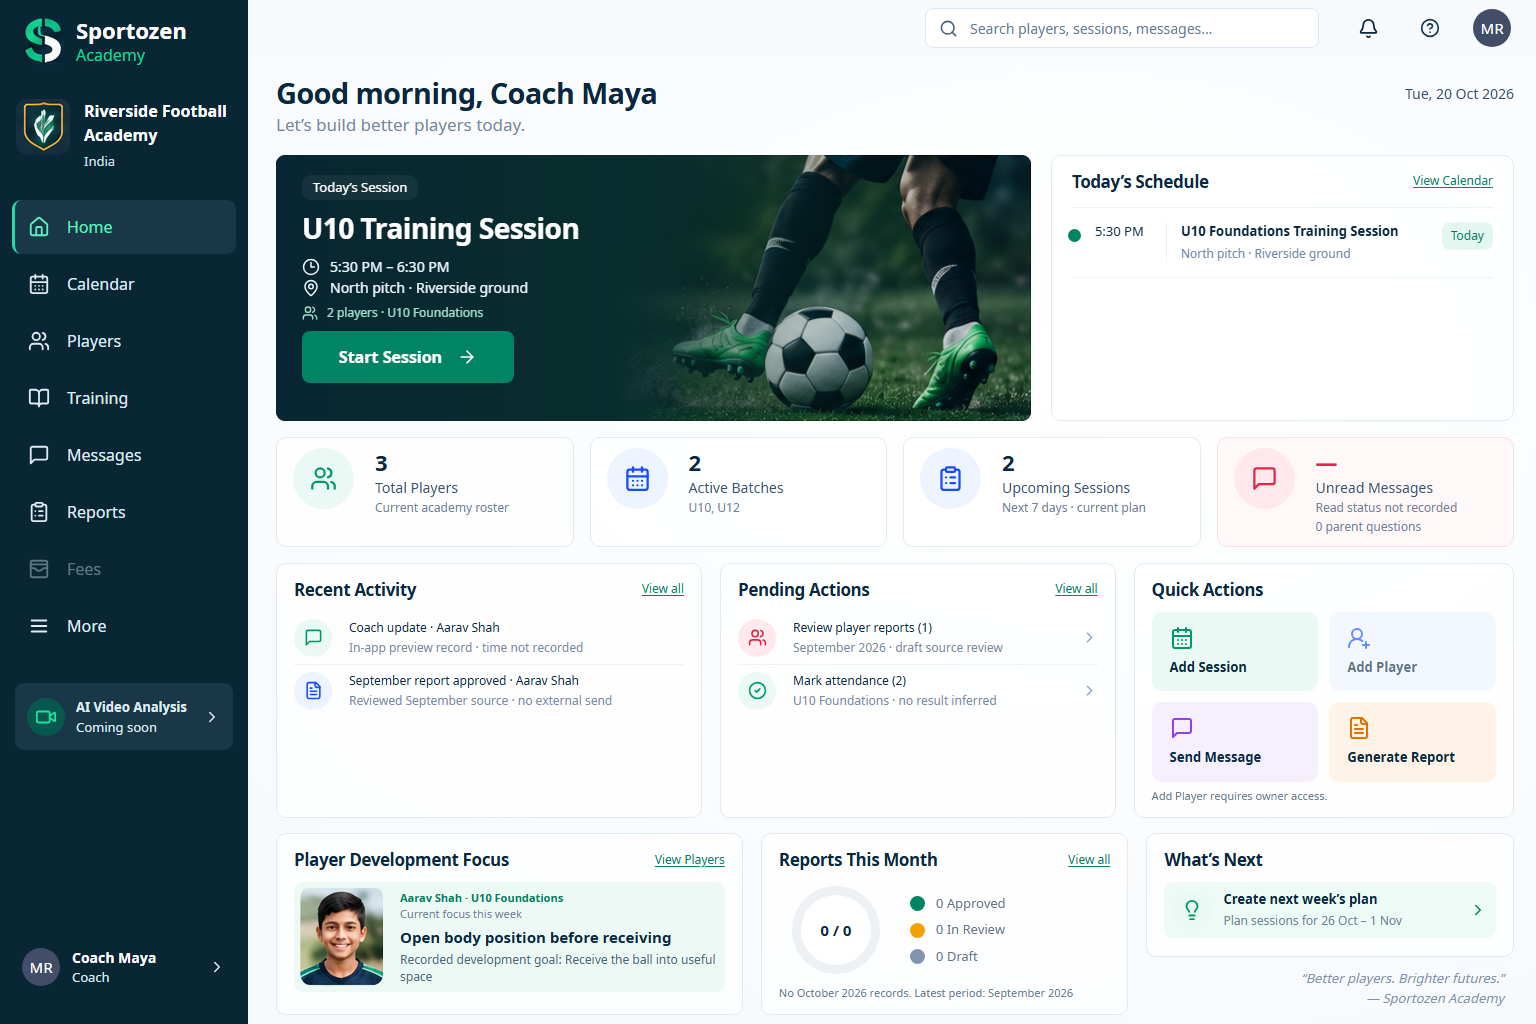 Sportozen
Academy
Riverside Football
Academy
India
Home
Calendar
Players
Training
Messages
Reports
Fees
More
AI Video Analysis
Coming soon
MR
Coach Maya
Coach
Search players, sessions, messages...
MR
Good morning, Coach Maya
Let’s build better players today.
Tue, 20 Oct 2026
Today’s Session
U10 Training Session
5:30 PM – 6:30 PM
North pitch · Riverside ground
2 players · U10 Foundations
Start Session
Today’s Schedule
View Calendar
5:30 PM
U10 Foundations Training Session
North pitch · Riverside ground
Today
3
Total Players
Current academy roster
2
Active Batches
U10, U12
2
Upcoming Sessions
Next 7 days · current plan
—
Unread Messages
Read status not recorded
0 parent questions
Recent Activity
View all
Coach update · Aarav Shah
In-app preview record · time not recorded
September report approved · Aarav Shah
Reviewed September source · no external send
Pending Actions
View all
Review player reports (1)
September 2026 · draft source review
Mark attendance (2)
U10 Foundations · no result inferred
Quick Actions
Add Session
Add Player
Send Message
Generate Report
Add Player requires owner access.
Player Development Focus
View Players
Aarav Shah · U10 Foundations
Current focus this week
Open body position before receiving
Recorded development goal: Receive the ball into useful
space
Reports This Month
View all
0 / 0
0 Approved
0 In Review
0 Draft
No October 2026 records. Latest period: September 2026
What’s Next
Create next week’s plan
Plan sessions for 26 Oct – 1 Nov
“Better players. Brighter futures.”
— Sportozen Academy